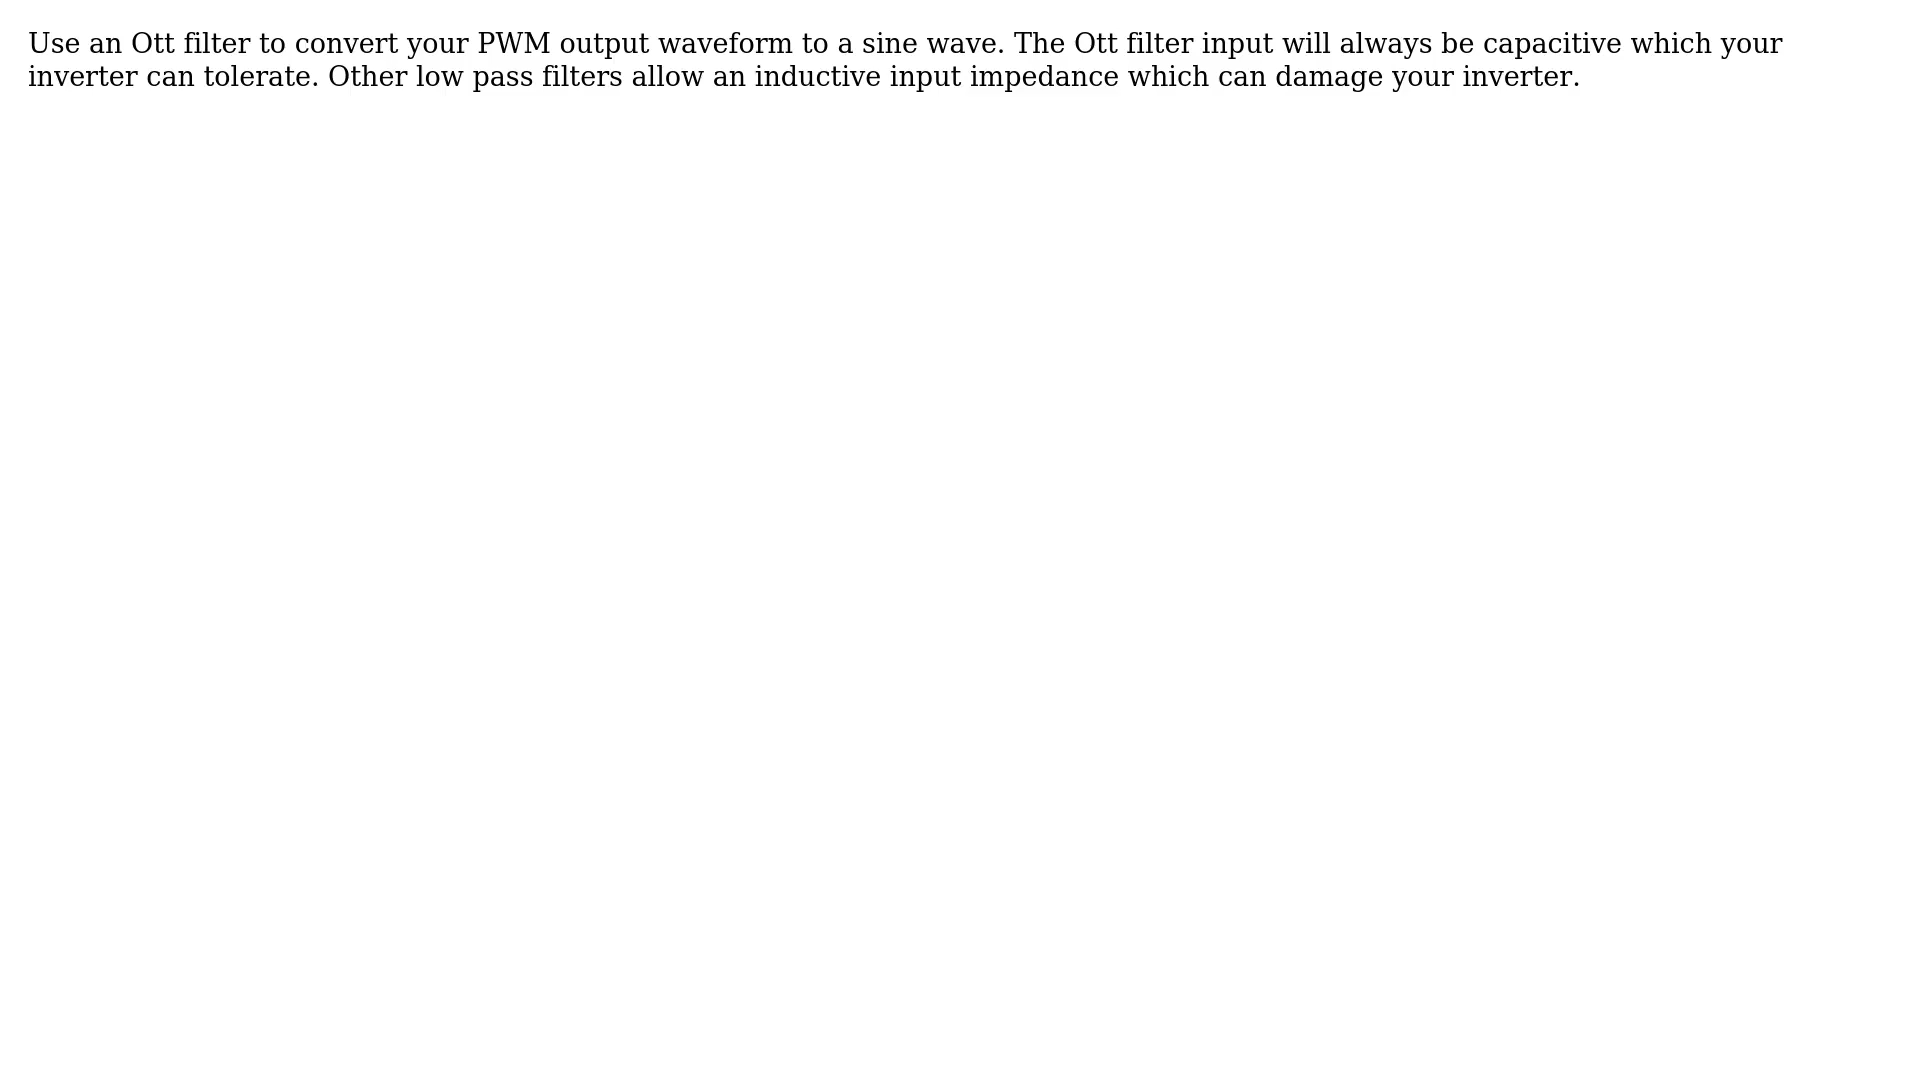 Use an Ott filter to convert your PWM output waveform to a sine wave. The Ott filter input will always be capacitive which your
inverter can tolerate. Other low pass filters allow an inductive input impedance which can damage your inverter.